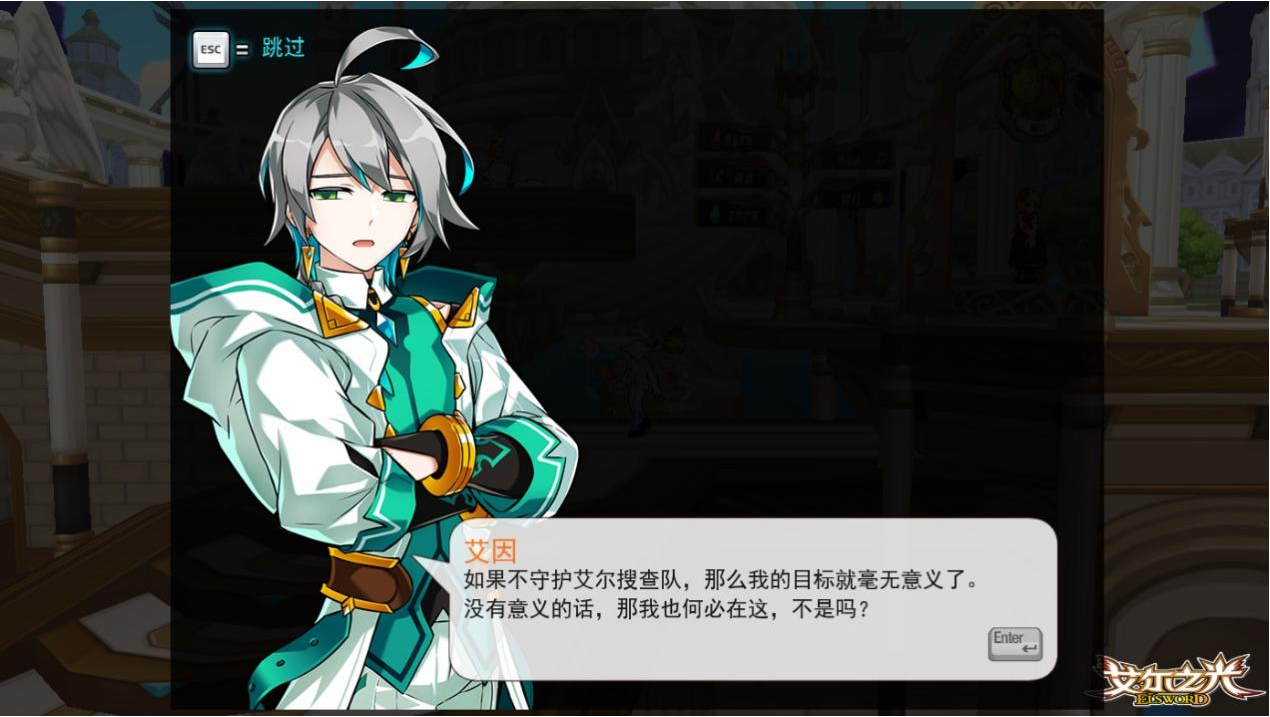 ESC = 跳过
艾因
如果不守护艾尔搜查队，那么我的目标就毫无意义了。
没有意义的话，那我也何必在这，不是吗？
Enter
艾尔之光
ELSWORD